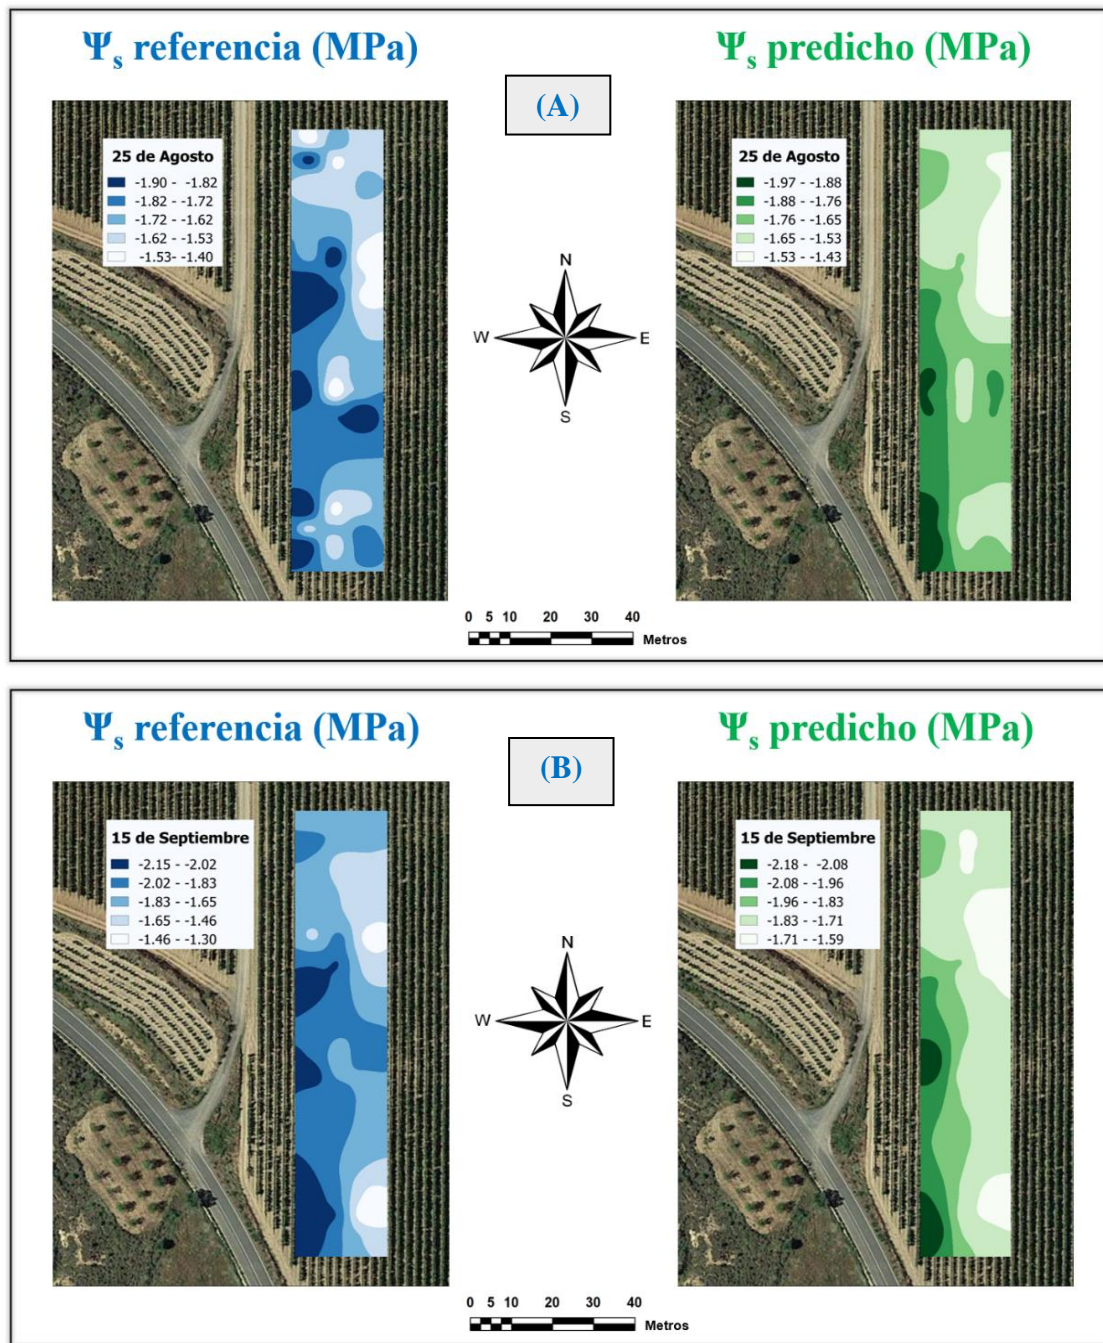 Ψs referencia (MPa)
Ψs predicho (MPa)
(A)
25 de Agosto
-1.90 - -1.82
-1.82 - -1.72
-1.72 - -1.62
-1.62 - -1.53
-1.53- -1.40
25 de Agosto
-1.97 - -1.88
-1.88 - -1.76
-1.76 - -1.65
-1.65 - -1.53
-1.53 - -1.43
N
W E
S
0 5 10 20 30 40
Metros
Ψs referencia (MPa)
Ψs predicho (MPa)
(B)
15 de Septiembre
-2.15 - -2.02
-2.02 - -1.83
-1.83 - -1.65
-1.65 - -1.46
-1.46 - -1.30
15 de Septiembre
-2.18 - -2.08
-2.08 - -1.96
-1.96 - -1.83
-1.83 - -1.71
-1.71 - -1.59
N
W E
S
0 5 10 20 30 40
Metros